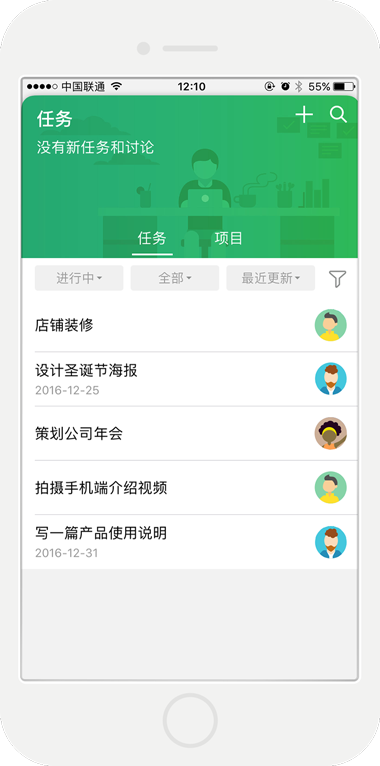 中国联通 12:10 55%
任务
没有新任务和讨论
任务 项目
进行中 全部 最近更新
店铺装修
设计圣诞节海报
2016-12-25
策划公司年会
拍摄手机端介绍视频
写一篇产品使用说明
2016-12-31